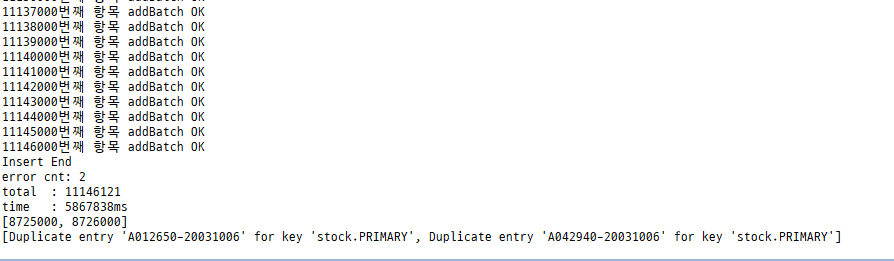 11137000번째 항목 addBatch OK
11138000번째 항목 addBatch OK
11139000번째 항목 addBatch OK
11140000번째 항목 addBatch OK
11141000번째 항목 addBatch OK
11142000번째 항목 addBatch OK
11143000번째 항목 addBatch OK
11144000번째 항목 addBatch OK
11145000번째 항목 addBatch OK
11146000번째 항목 addBatch OK
Insert End
error cnt: 2
total  : 11146121
time   : 5867838ms
[8725000, 8726000]
[Duplicate entry 'A012650-20031006' for key 'stock.PRIMARY', Duplicate entry 'A042940-20031006' for key 'stock.PRIMARY']